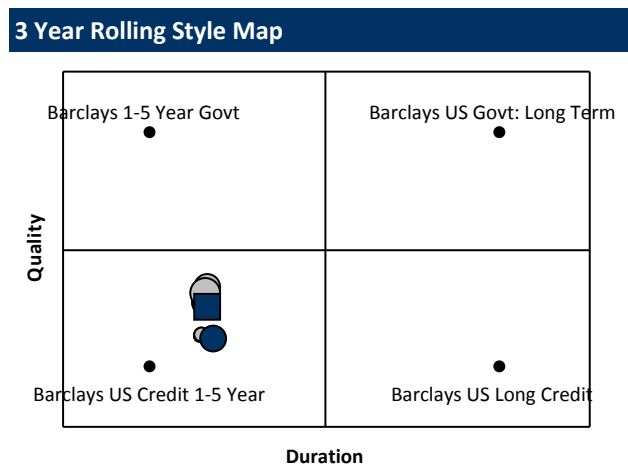 3 Year Rolling Style Map
Barclays 1-5 Year Govt
Barclays US Govt: Long Term
Quality
Barclays US Credit 1-5 Year
Barclays US Long Credit
Duration